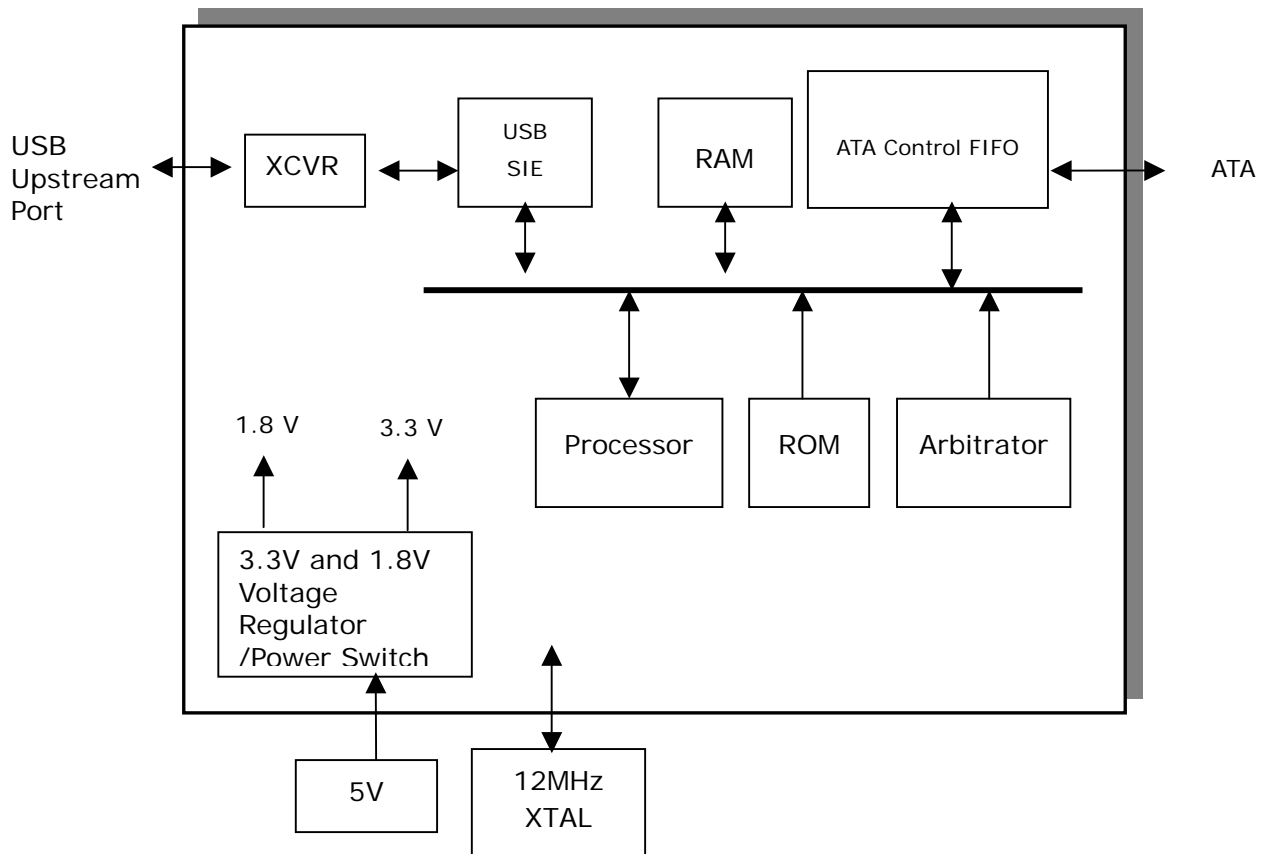 USB
Upstream
Port
XCVR
USB
SIE
RAM
ATA Control FIFO
ATA
Processor
ROM
Arbitrator
1.8 V
3.3 V
3.3V and 1.8V
Voltage
Regulator
/Power Switch
5V
12MHz
XTAL